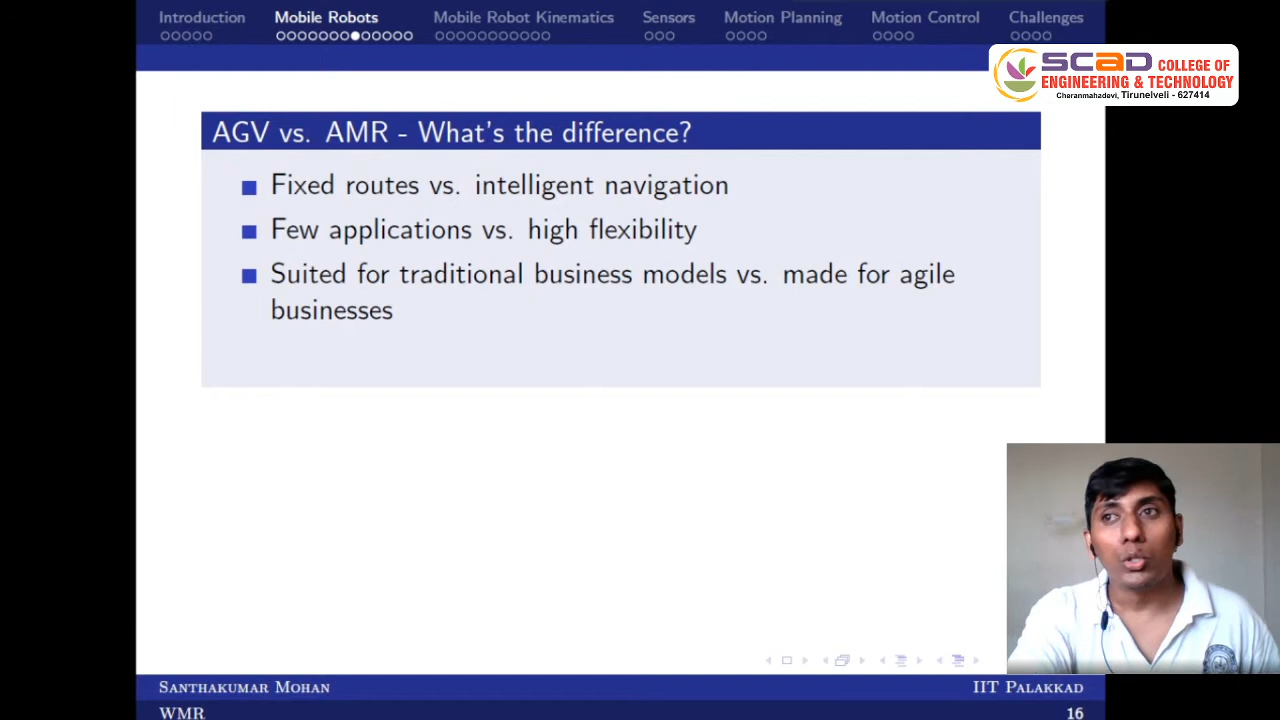 Introduction Mobile Robots Mobile Robot Kinematics Sensors Motion Planning Motion Control Challenges
SCAD COLLEGE OF
ENGINEERING & TECHNOLOGY
Cheranmahadevi, Tirunelveli - 627414
AGV vs. AMR - What's the difference?
Fixed routes vs. intelligent navigation
Few applications vs. high flexibility
Suited for traditional business models vs. made for agile
businesses
Santhakumar Mohan IIT Palakkad
WMR 16